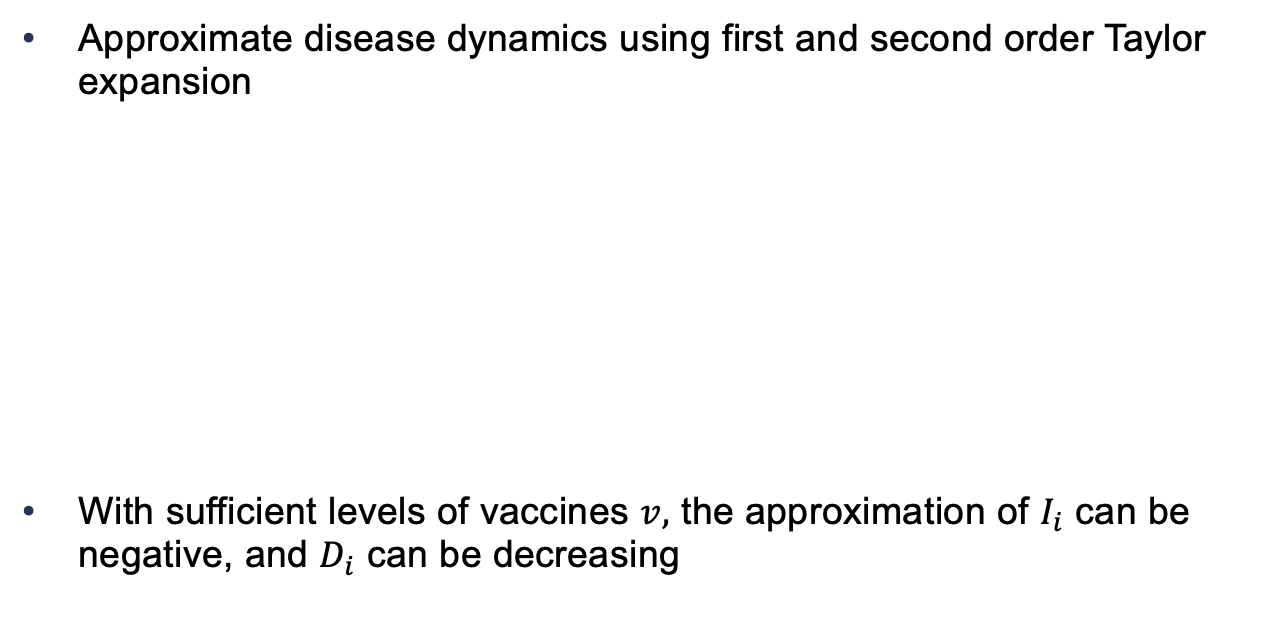 • Approximate disease dynamics using first and second order Taylor
expansion
• With sufficient levels of vaccines 𝑣, the approximation of 𝐼ᵢ can be
negative, and 𝐷ᵢ can be decreasing